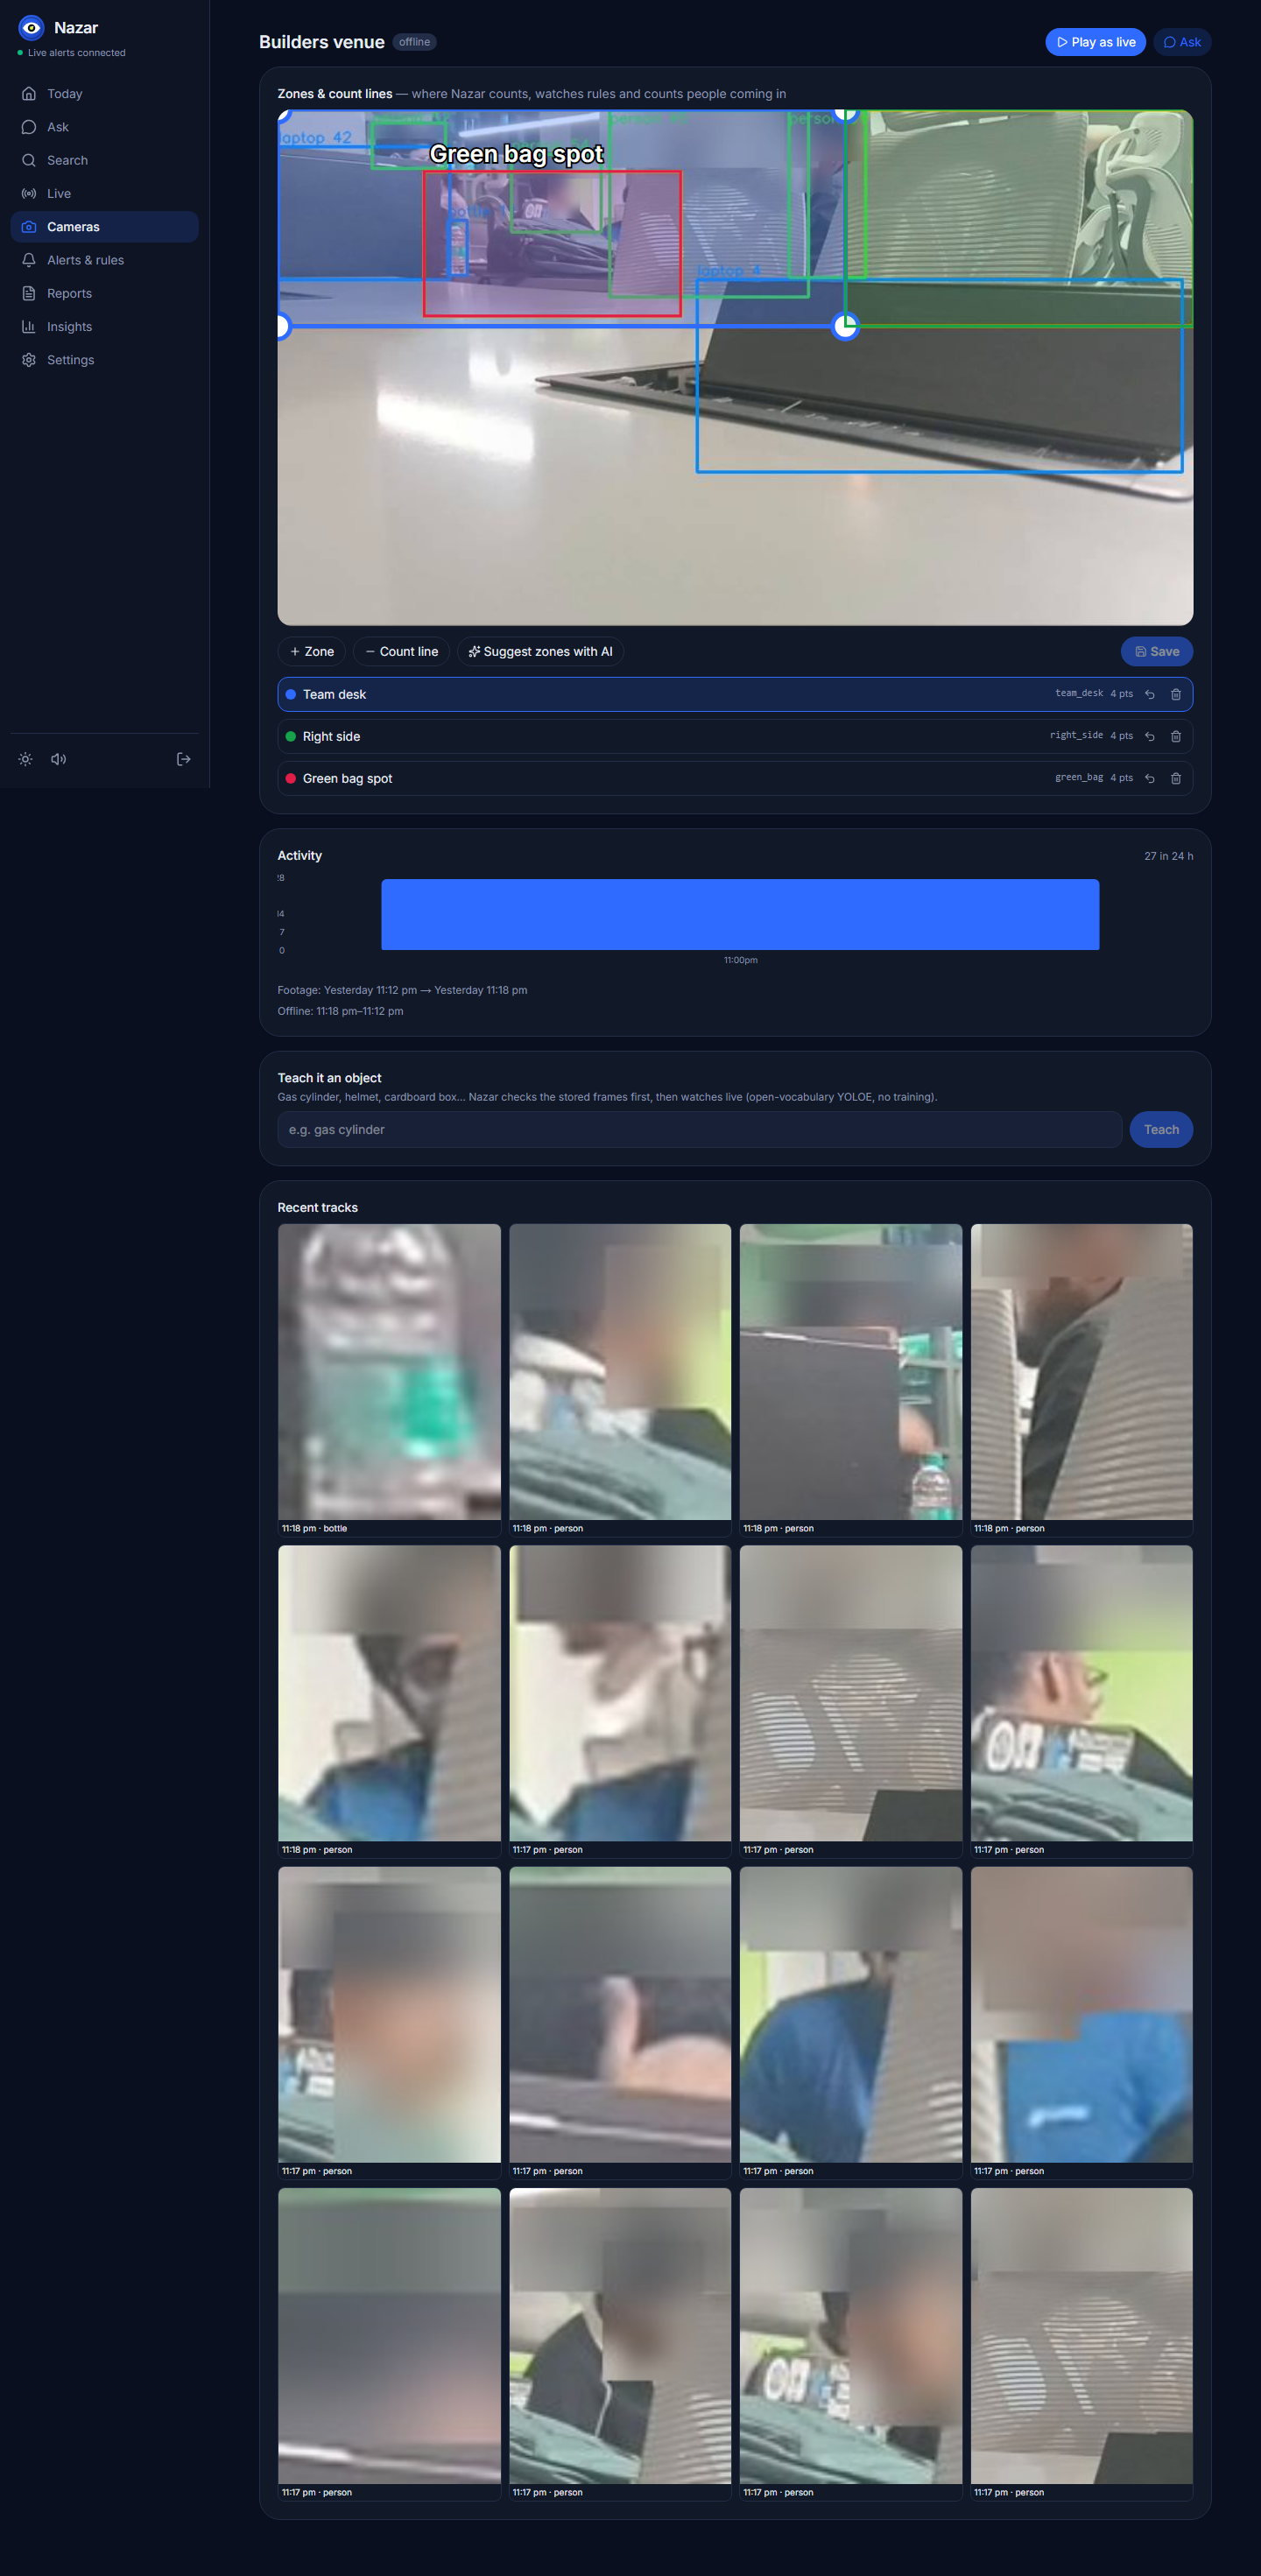 Nazar
Live alerts connected
Today
Ask
Search
Live
Cameras
Alerts & rules
Reports
Insights
Settings
Builders venue
offline
Play as live
Ask
Zones & count lines — where Nazar counts, watches rules and counts people coming in
laptop 42
Green bag spot
laptop 4
Zone
Count line
Suggest zones with AI
Save
Team desk
team_desk 4 pts
Right side
right_side 4 pts
Green bag spot
green_bag 4 pts
Activity
27 in 24 h
7
0
11:00pm
Footage: Yesterday 11:12 pm → Yesterday 11:18 pm
Offline: 11:18 pm–11:12 pm
Teach it an object
Gas cylinder, helmet, cardboard box... Nazar checks the stored frames first, then watches live (open-vocabulary YOLOE, no training).
e.g. gas cylinder
Teach
Recent tracks
11:18 pm · bottle
11:18 pm · person
11:18 pm · person
11:18 pm · person
11:18 pm · person
11:17 pm · person
11:17 pm · person
11:17 pm · person
11:17 pm · person
11:17 pm · person
11:17 pm · person
11:17 pm · person
11:17 pm · person
11:17 pm · person
11:17 pm · person
11:17 pm · person